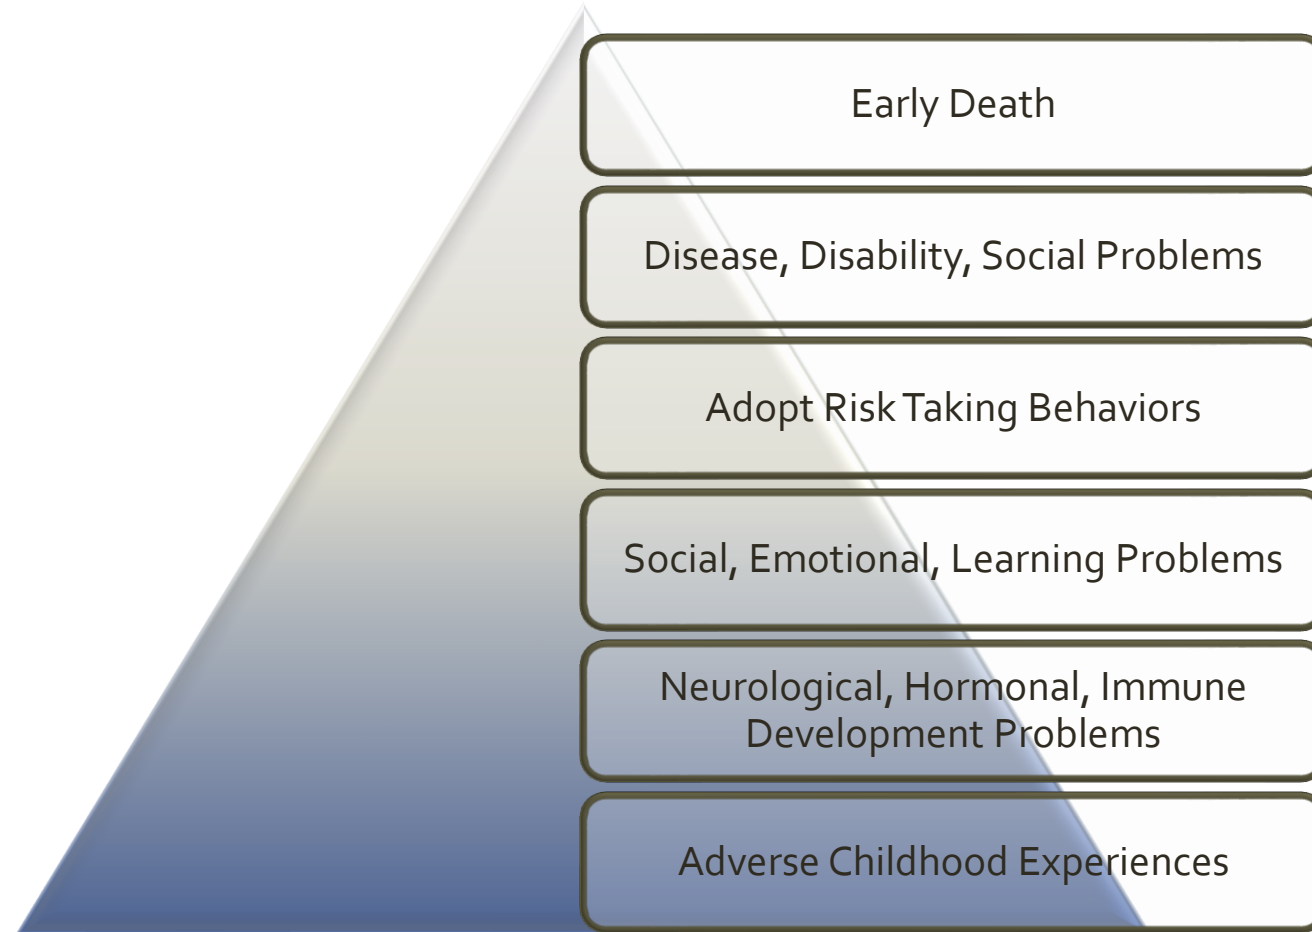 Early Death
Disease, Disability, Social Problems
Adopt Risk Taking Behaviors
Social, Emotional, Learning Problems
Neurological, Hormonal, Immune
Development Problems
Adverse Childhood Experiences